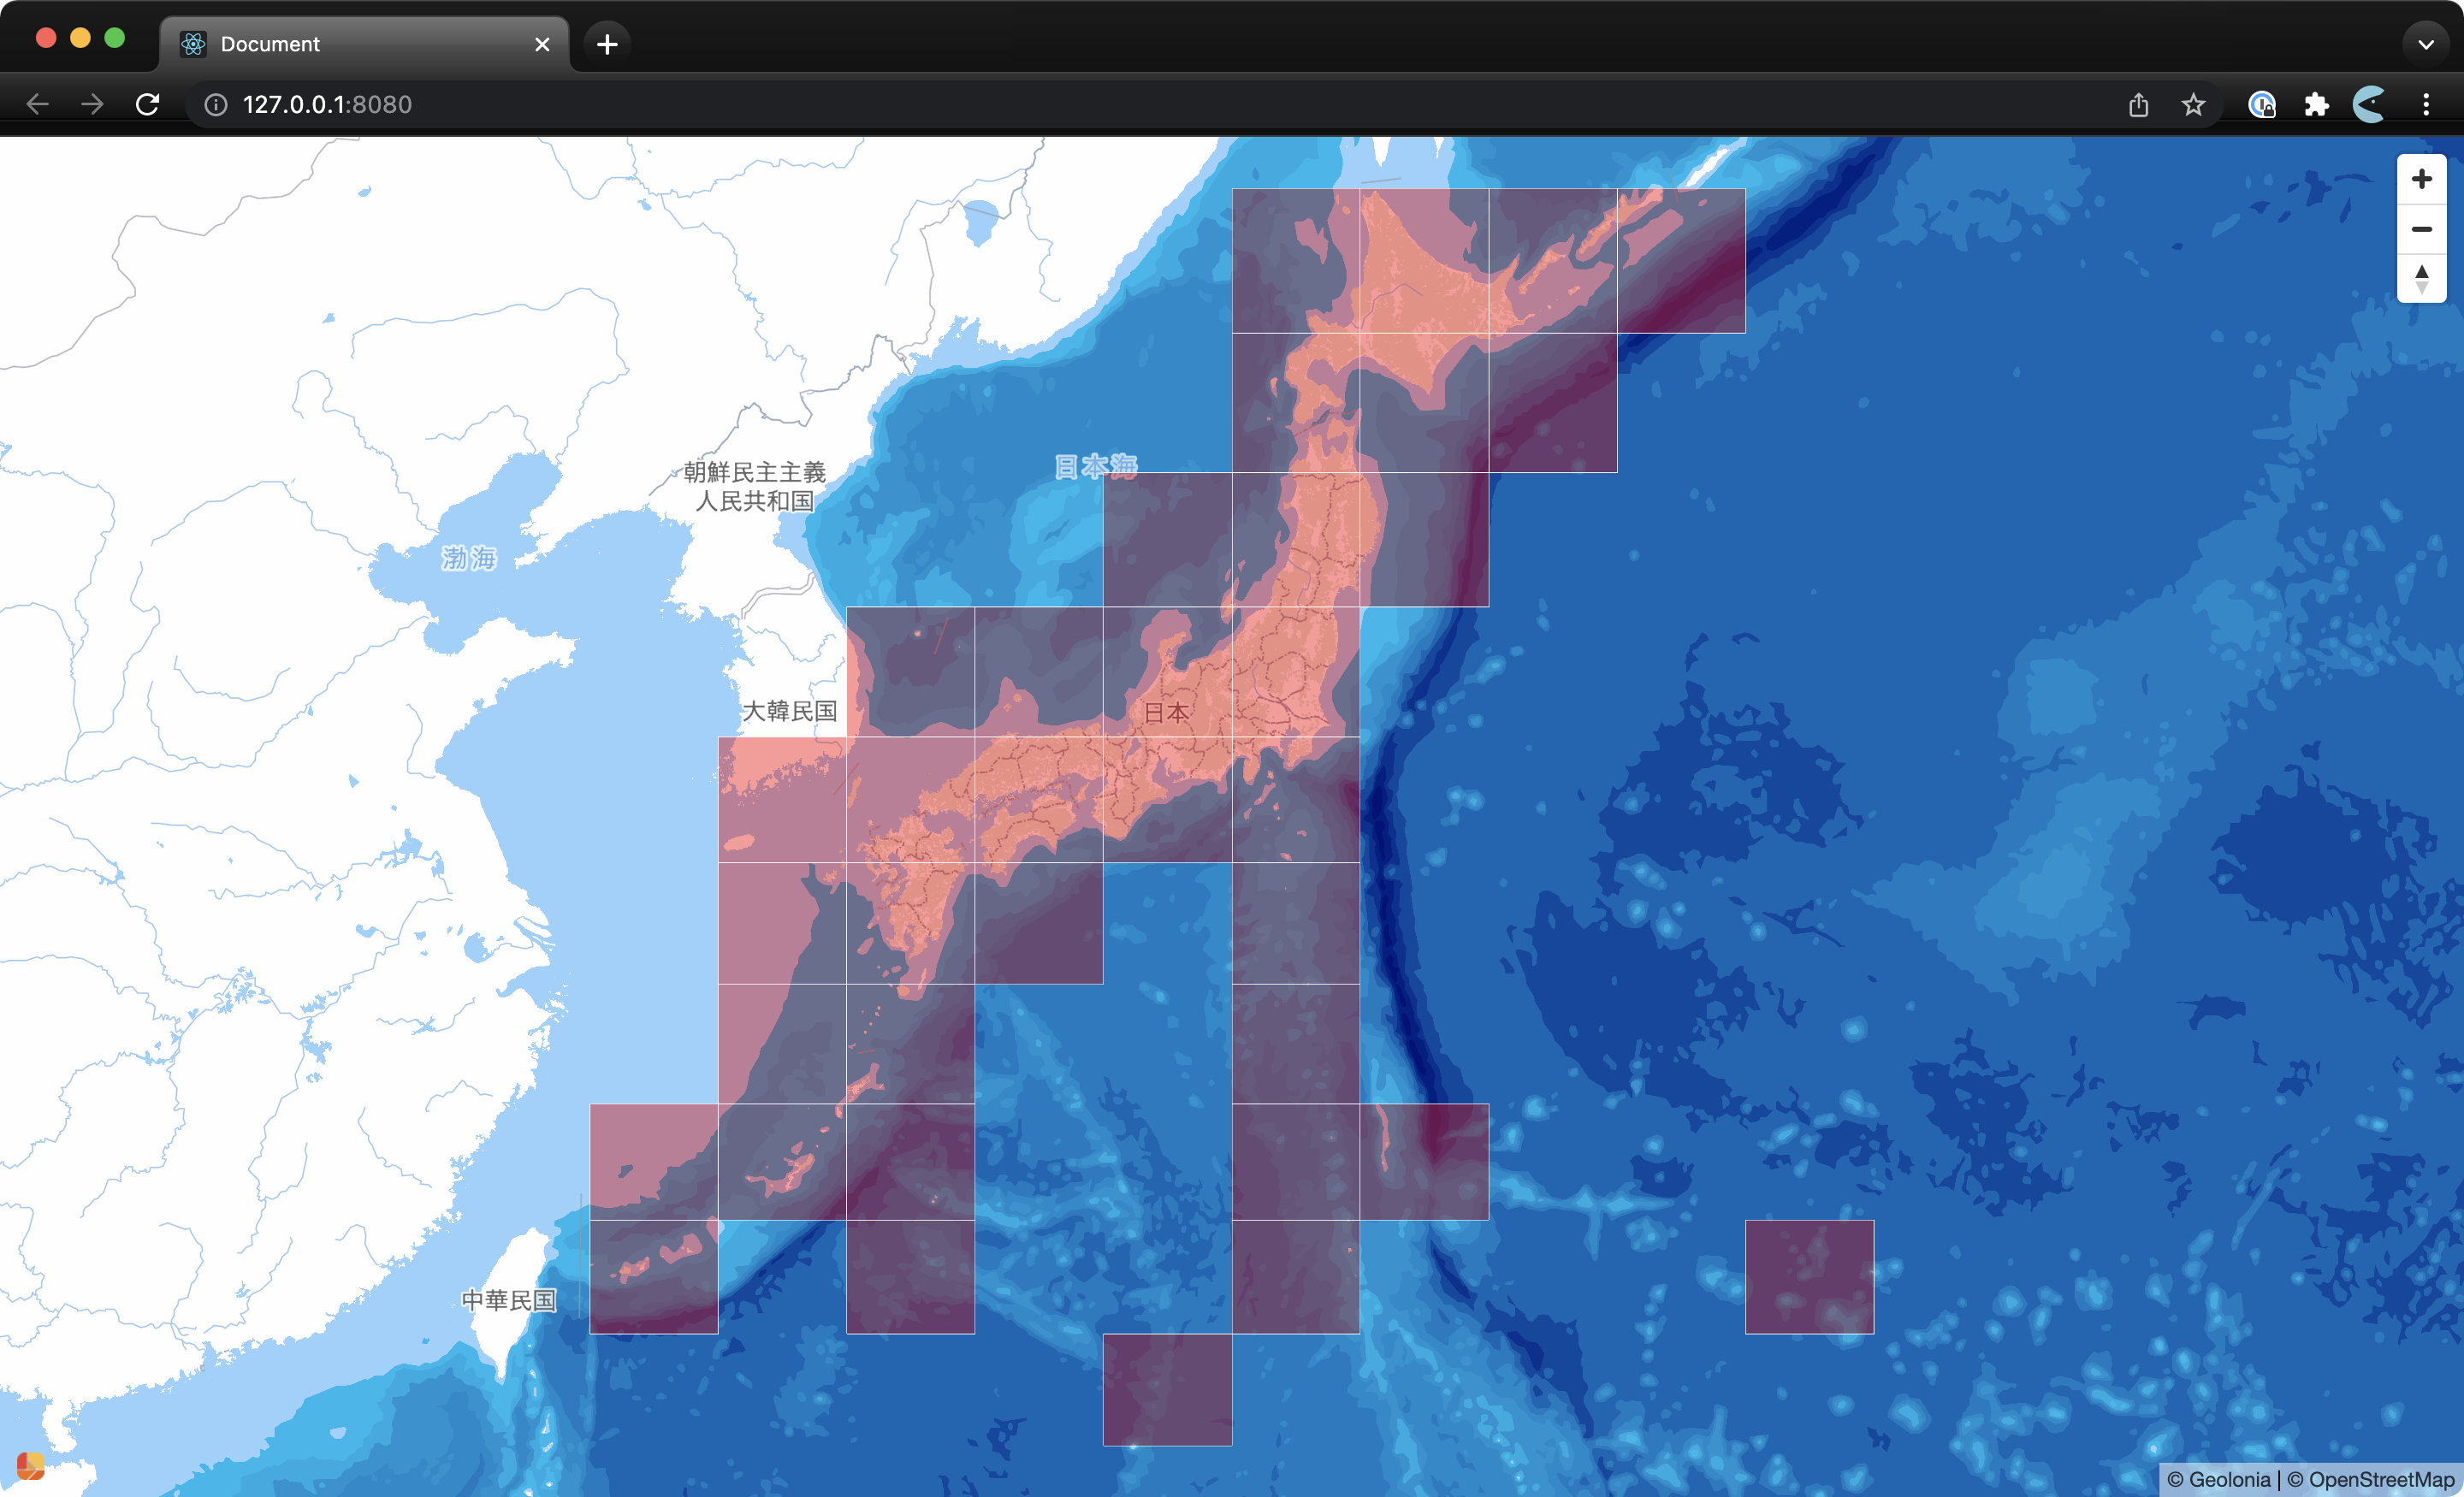 Document
127.0.0.1:8080
朝鮮民主主義
人民共和国
日本海
渤海
大韓民国
日本
中華民国
© Geolonia | © OpenStreetMap